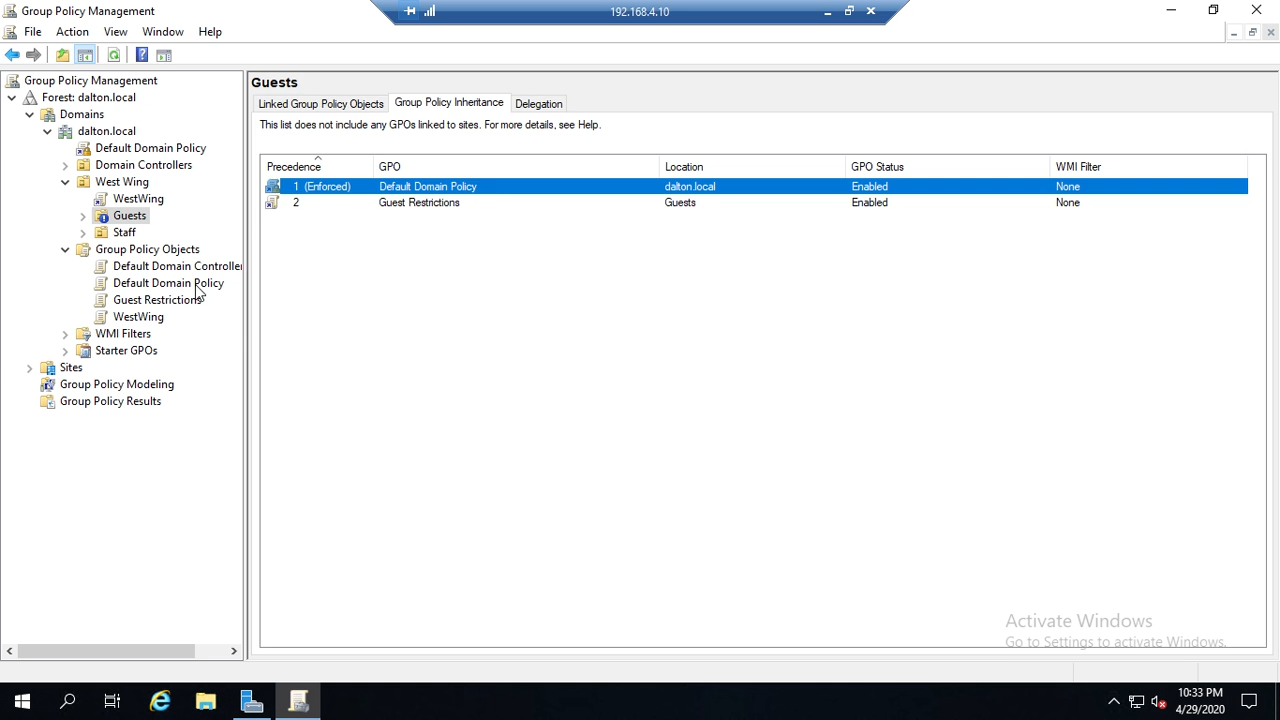 Group Policy Management
192.168.4.10
File Action View Window Help
Group Policy Management
Forest: dalton.local
Domains
dalton.local
Default Domain Policy
Domain Controllers
West Wing
WestWing
Guests
Staff
Group Policy Objects
Default Domain Controller
Default Domain Policy
Guest Restrictions
WestWing
WMI Filters
Starter GPOs
Sites
Group Policy Modeling
Group Policy Results
Guests
Linked Group Policy Objects Group Policy Inheritance Delegation
This list does not include any GPOs linked to sites. For more details, see Help.
Precedence GPO Location GPO Status WMI Filter
1 (Enforced) Default Domain Policy dalton.local Enabled None
2 Guest Restrictions Guests Enabled None
Activate Windows
Go to Settings to activate Windows.
10:33 PM
4/29/2020